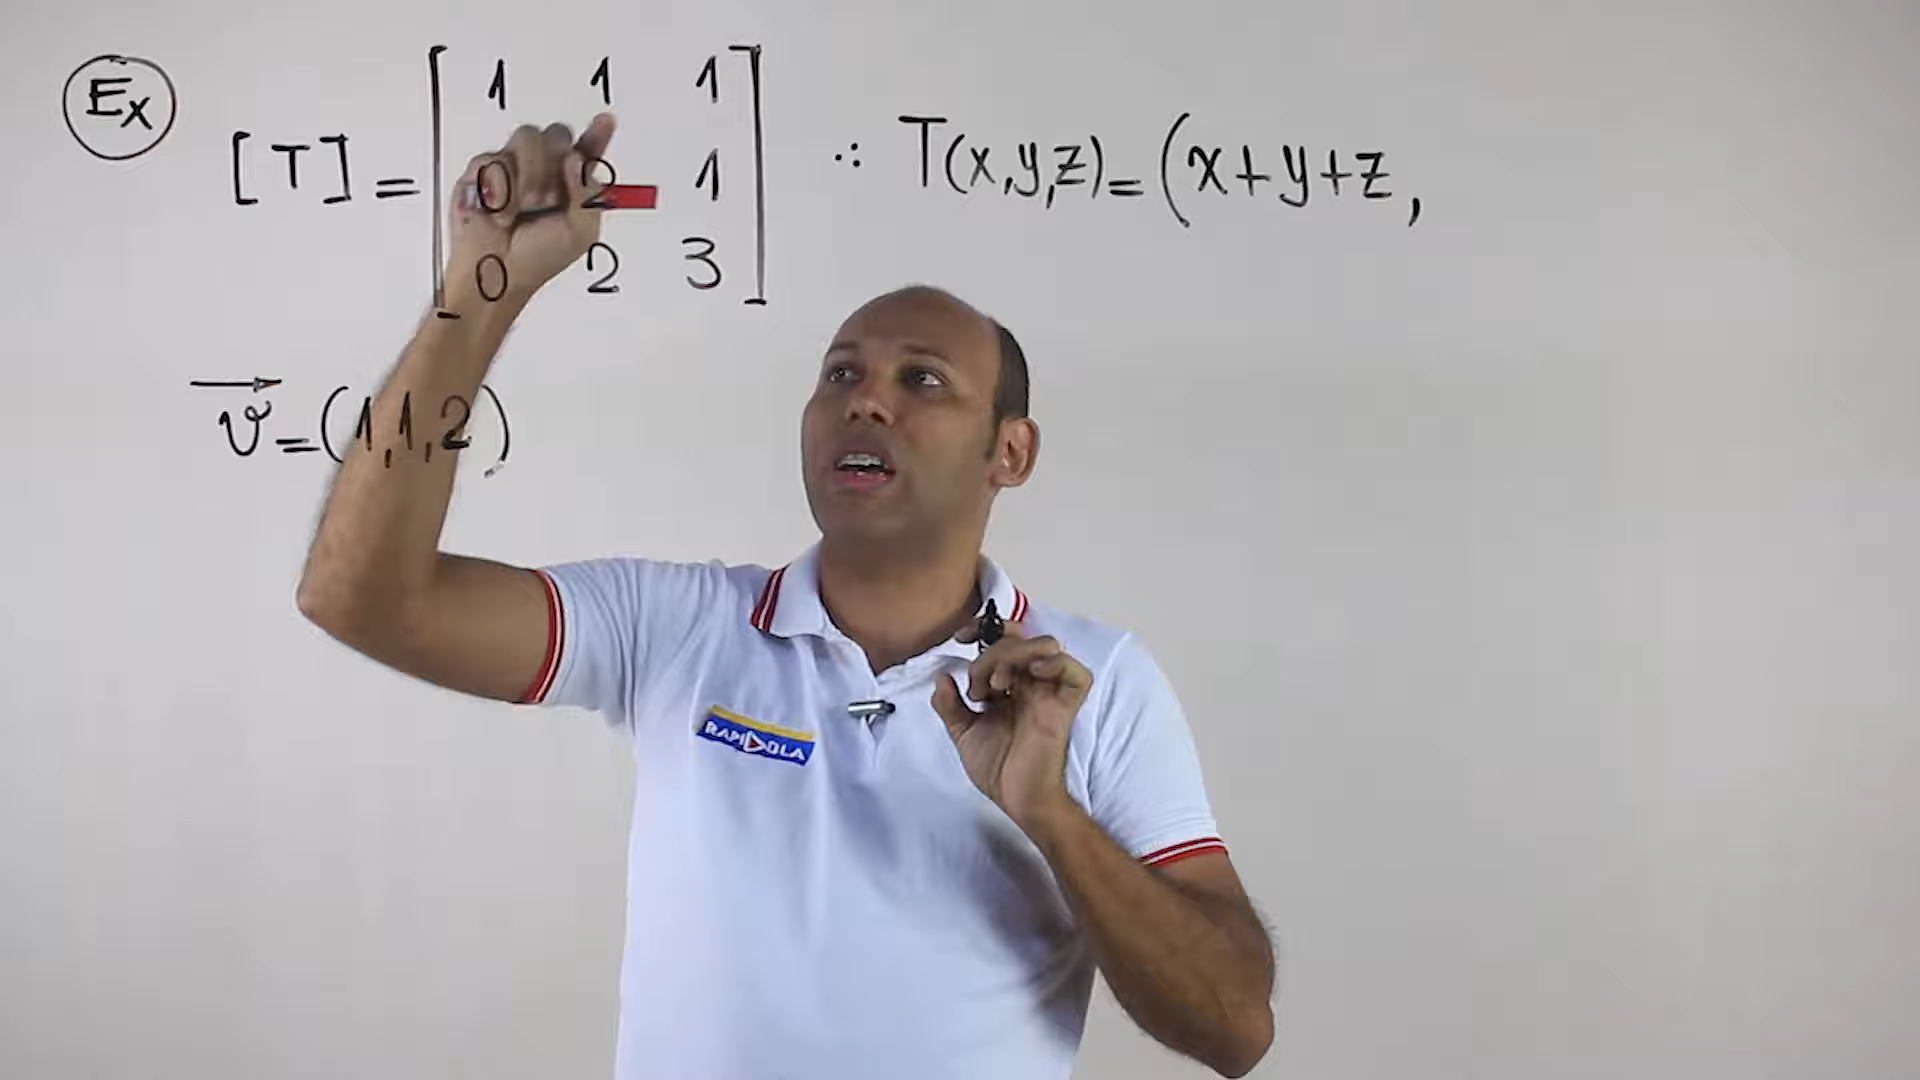 Ex
[T] = [ 1 1 1
0 2 1
0 2 3 ]
∴ T(x,y,z) = (x+y+z,
v = (1,1,2)
RAPIDOLA